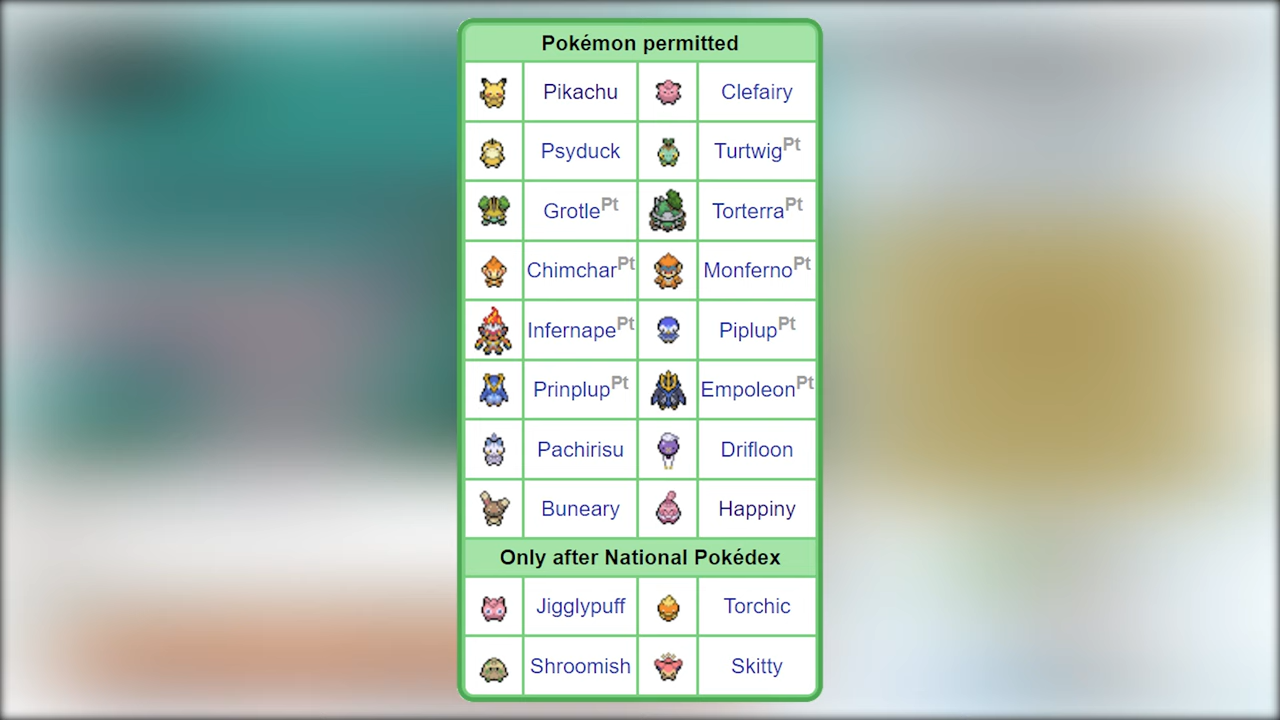 Pokémon permitted
Pikachu Clefairy
Psyduck TurtwigPt
GrotlePt TorterraPt
ChimcharPt MonfernoPt
InfernapePt PiplupPt
PrinplupPt EmpoleonPt
Pachirisu Drifloon
Buneary Happiny
Only after National Pokédex
Jigglypuff Torchic
Shroomish Skitty